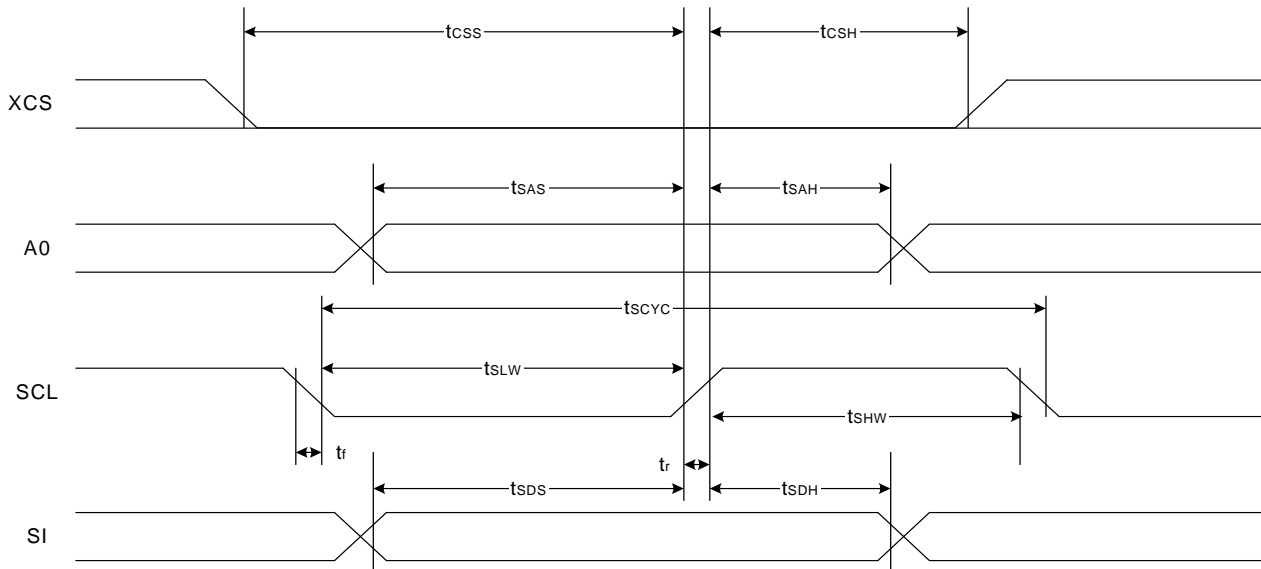 tCSS
tCSH
XCS
tSAS
tSAH
A0
tSCYC
tSLW
SCL
tSHW
tf
tr
tSDS
tSDH
SI